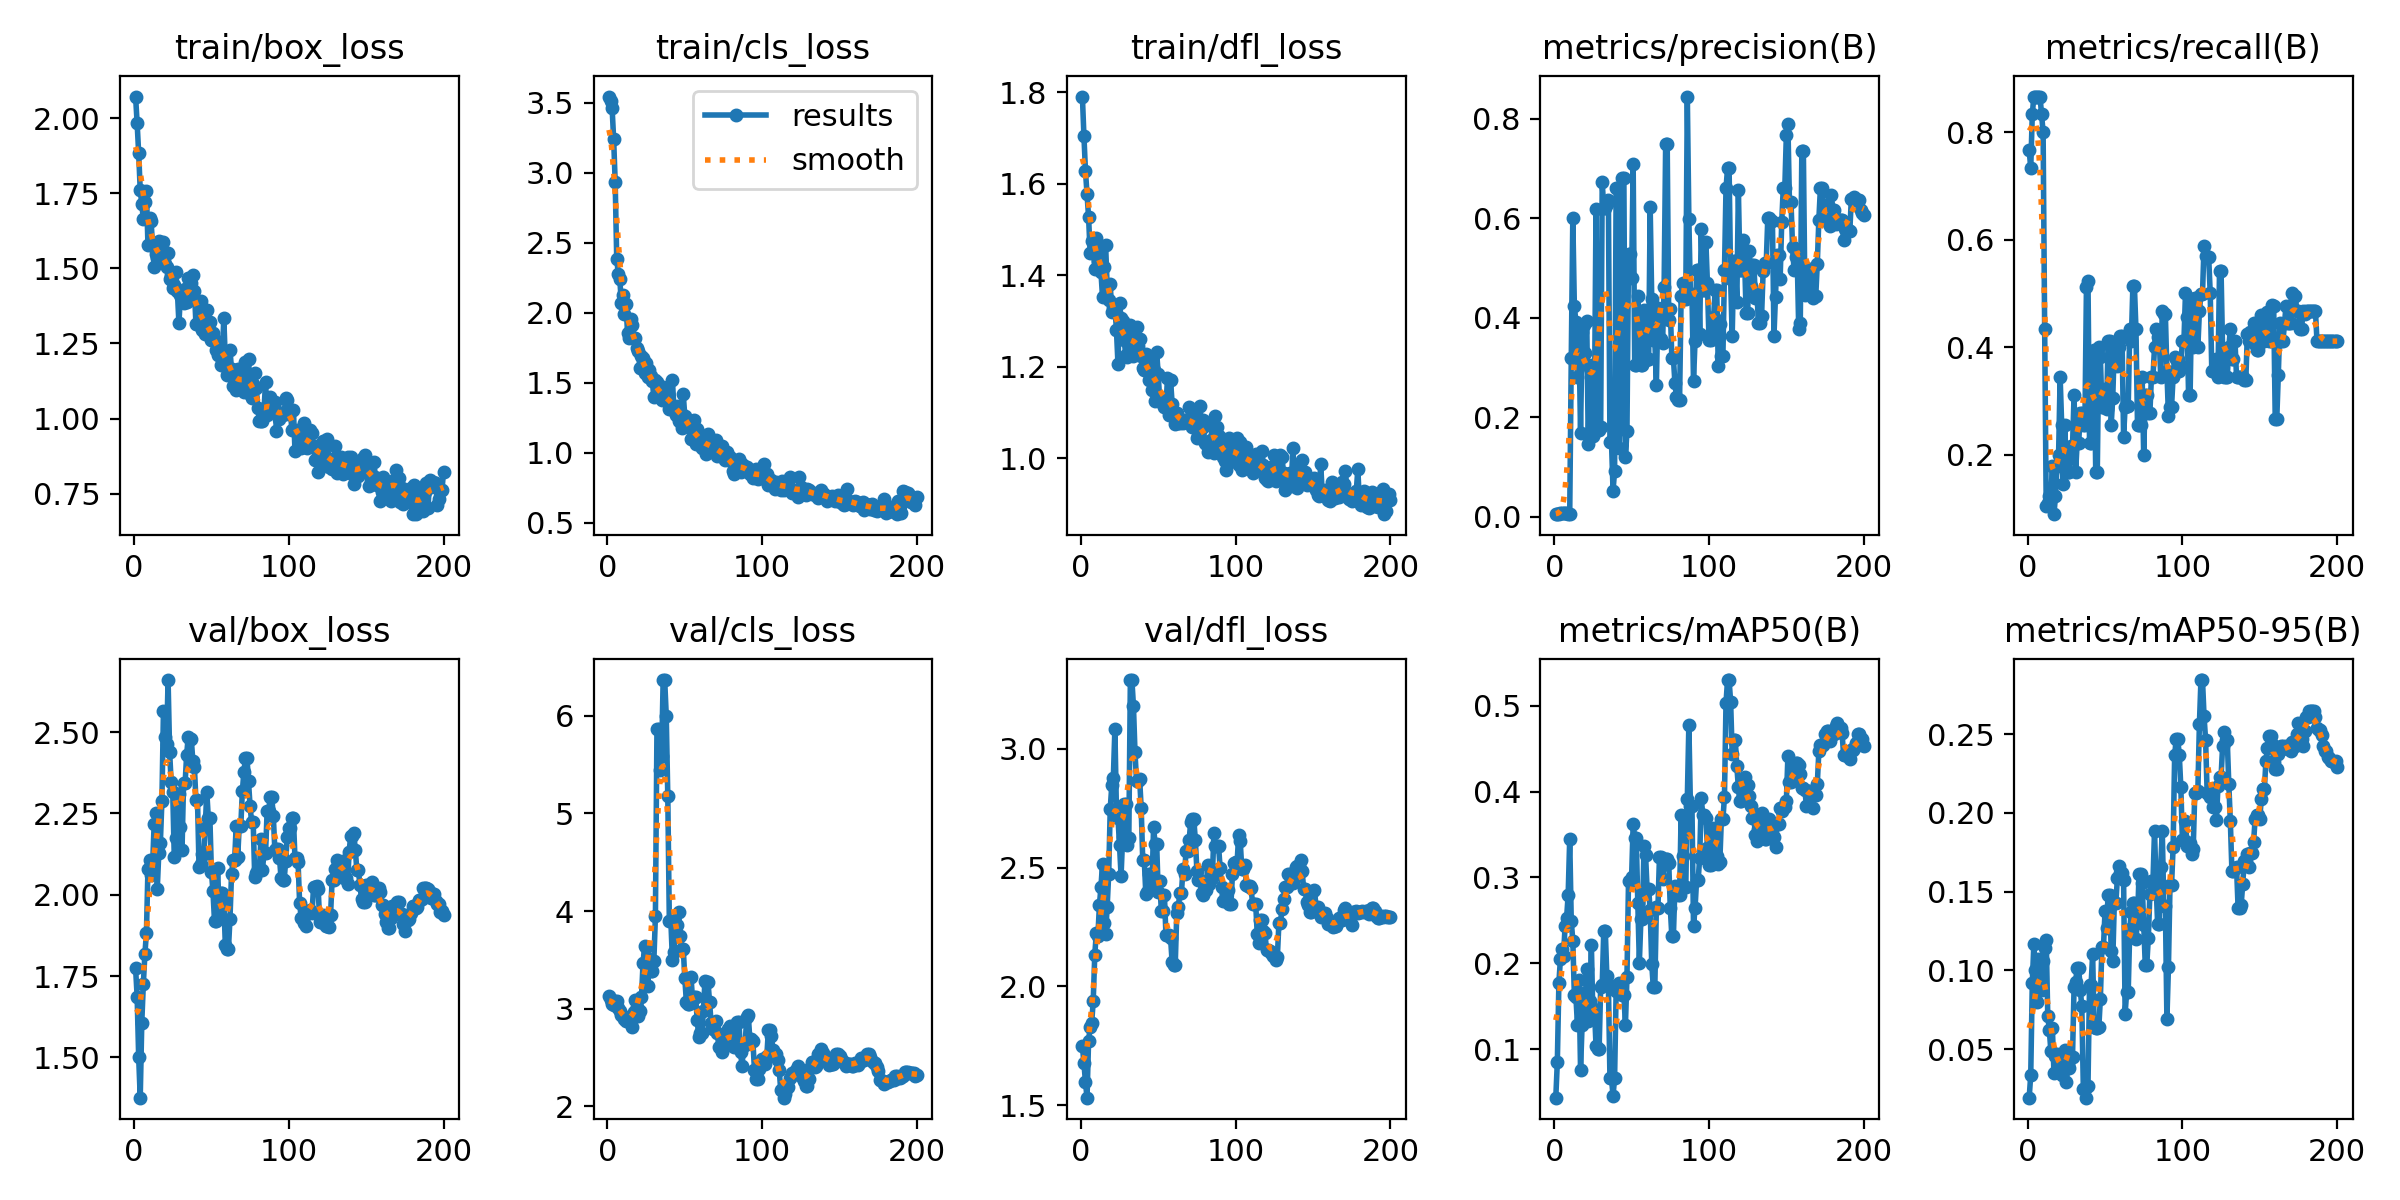 train/box_loss
2.00
1.75
1.50
1.25
1.00
0.75
0 100 200
train/cls_loss
results
smooth
3.5
3.0
2.5
2.0
1.5
1.0
0.5
0 100 200
train/dfl_loss
1.8
1.6
1.4
1.2
1.0
0 100 200
metrics/precision(B)
0.8
0.6
0.4
0.2
0.0
0 100 200
metrics/recall(B)
0.8
0.6
0.4
0.2
0 100 200
val/box_loss
2.50
2.25
2.00
1.75
1.50
0 100 200
val/cls_loss
6
5
4
3
2
0 100 200
val/dfl_loss
3.0
2.5
2.0
1.5
0 100 200
metrics/mAP50(B)
0.5
0.4
0.3
0.2
0.1
0 100 200
metrics/mAP50-95(B)
0.25
0.20
0.15
0.10
0.05
0 100 200